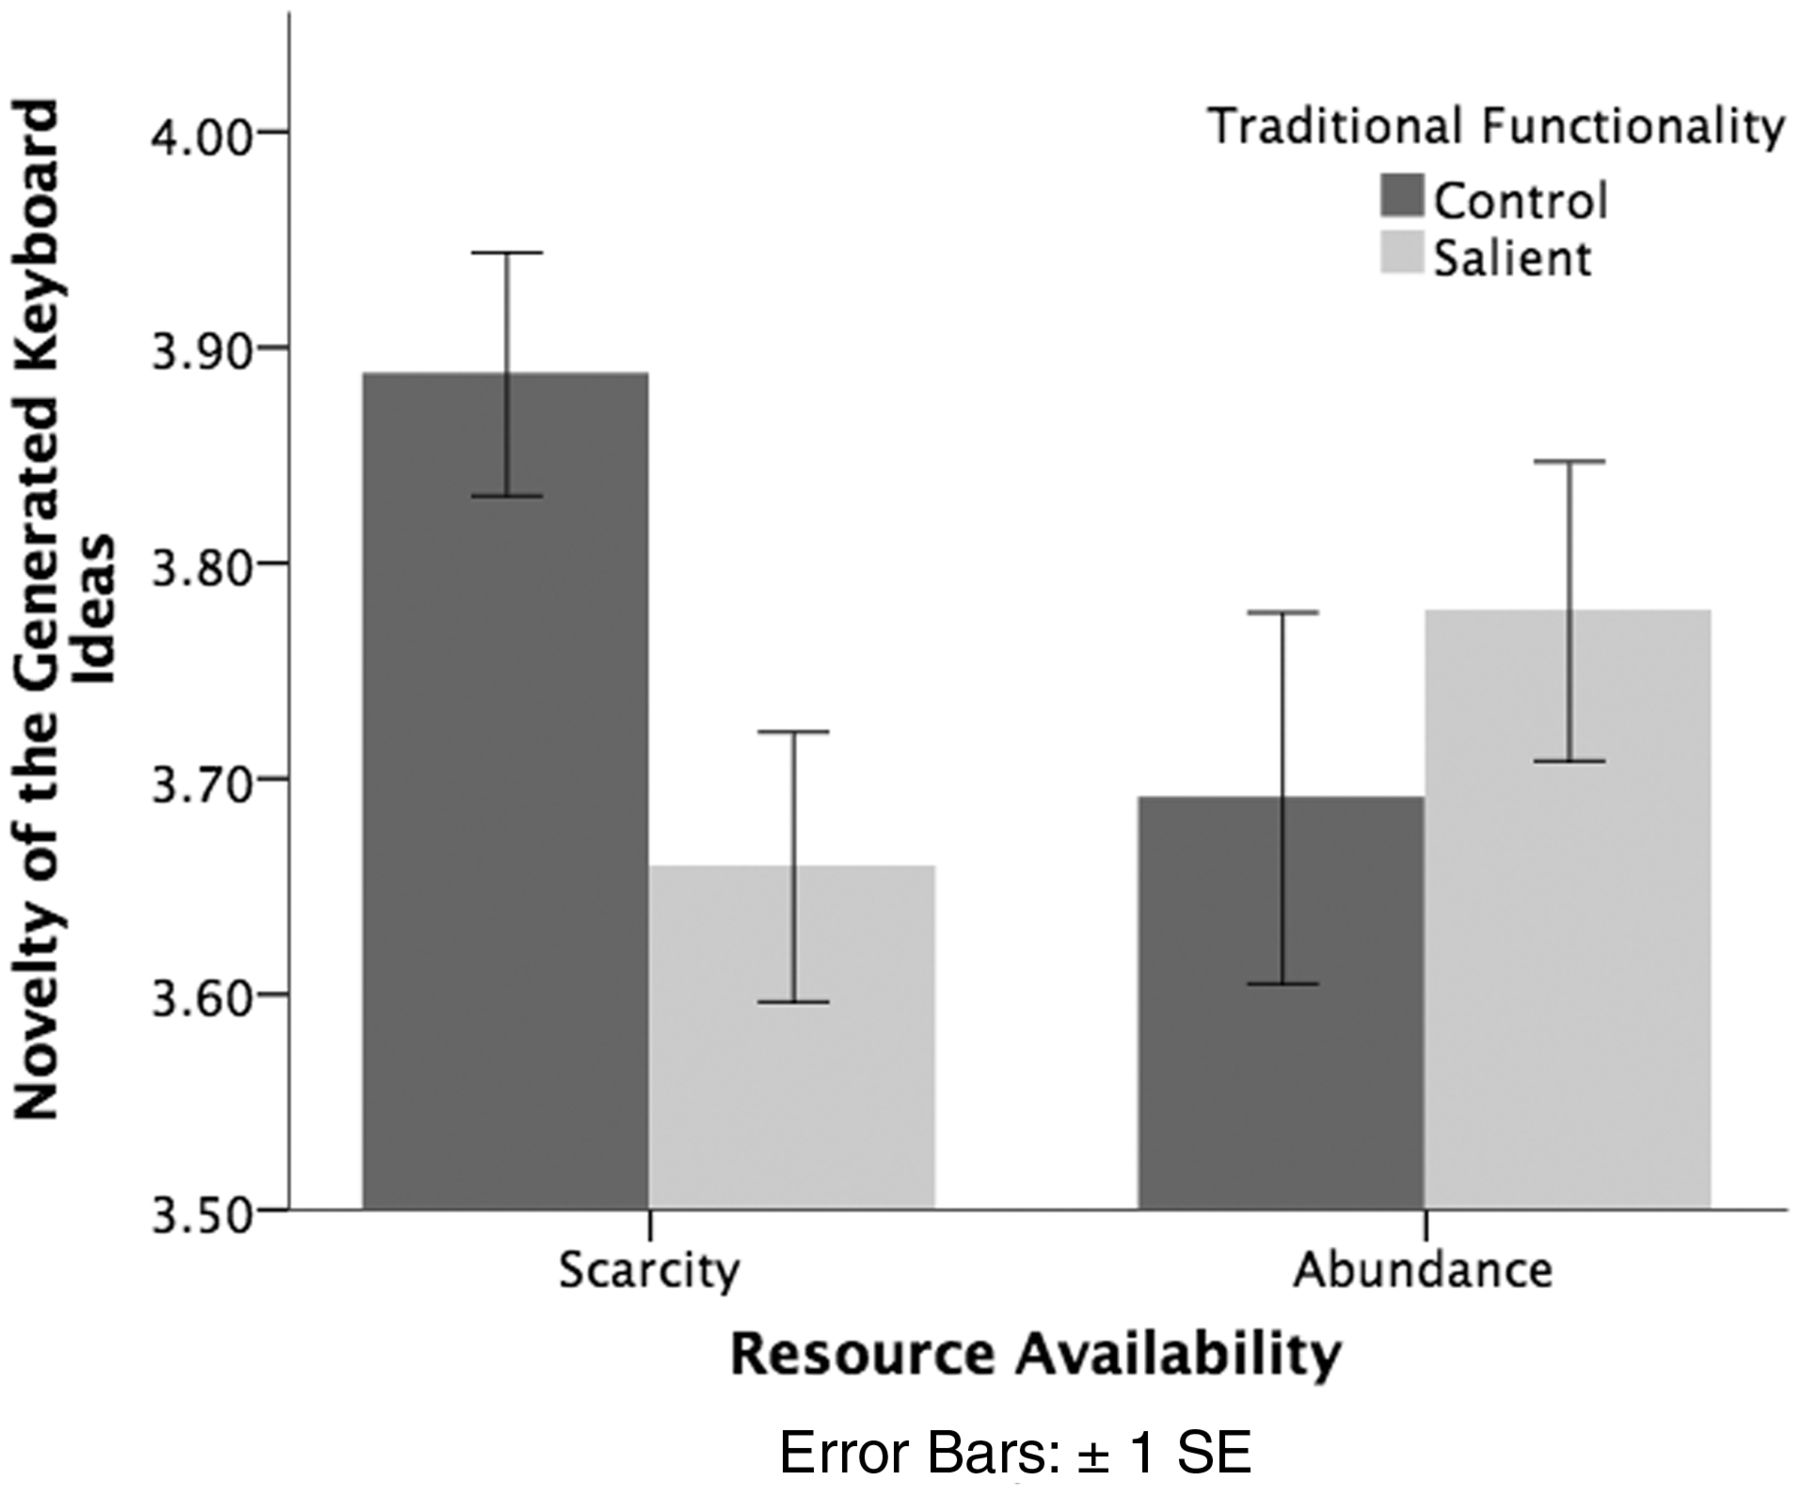 Novelty of the Generated Keyboard
Ideas
4.00
3.90
3.80
3.70
3.60
3.50
Traditional Functionality
Control
Salient
Scarcity
Abundance
Resource Availability
Error Bars: ± 1 SE